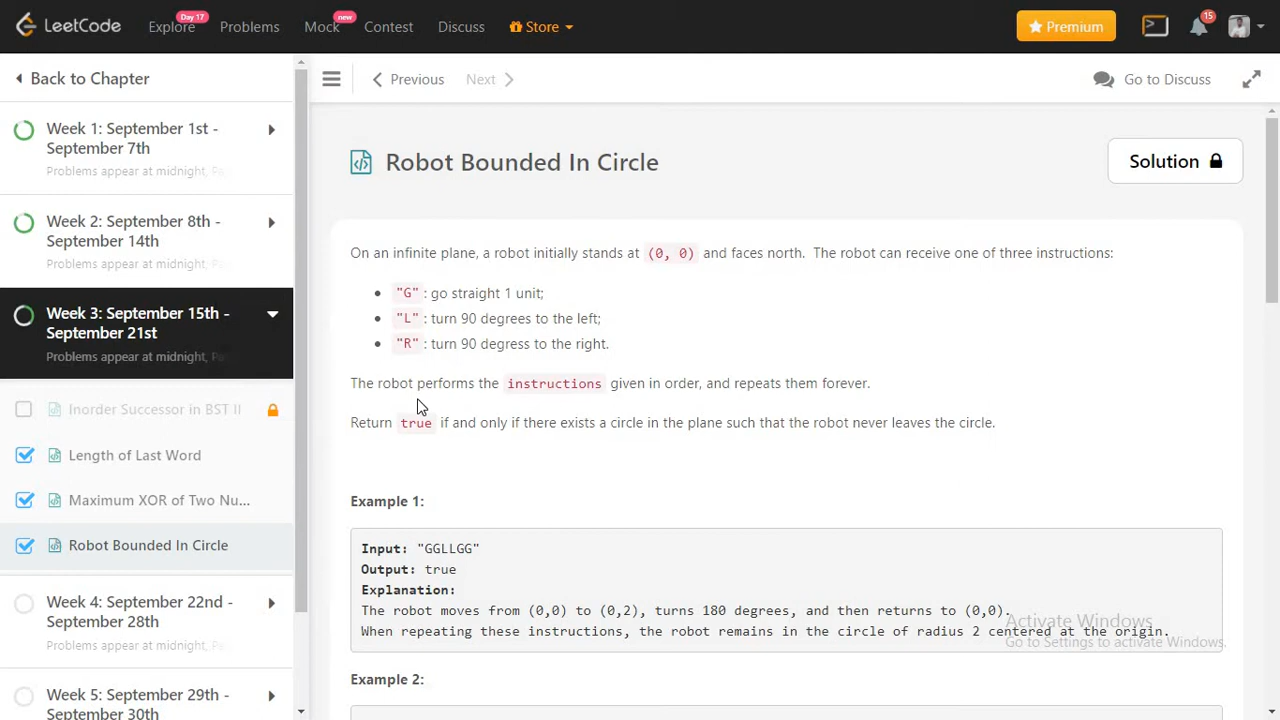 LeetCode
Explore
Day 17
Problems
Mock
new
Contest
Discuss
Store
Premium
15
Back to Chapter
Previous
Next
Go to Discuss
Week 1: September 1st -
September 7th
Problems appear at midnight,
Week 2: September 8th -
September 14th
Problems appear at midnight,
Week 3: September 15th -
September 21st
Problems appear at midnight,
Inorder Successor in BST II
Length of Last Word
Maximum XOR of Two Nu...
Robot Bounded In Circle
Week 4: September 22nd -
September 28th
Problems appear at midnight,
Week 5: September 29th -
September 30th
Robot Bounded In Circle
Solution
On an infinite plane, a robot initially stands at (0, 0) and faces north. The robot can receive one of three instructions:
"G": go straight 1 unit;
"L": turn 90 degrees to the left;
"R": turn 90 degress to the right.
The robot performs the instructions given in order, and repeats them forever.
Return true if and only if there exists a circle in the plane such that the robot never leaves the circle.
Example 1:
Input: "GGLLGG"
Output: true
Explanation:
The robot moves from (0,0) to (0,2), turns 180 degrees, and then returns to (0,0).
When repeating these instructions, the robot remains in the circle of radius 2 centered at the origin.
Example 2:
Activate Windows
Go to Settings to activate Windows.